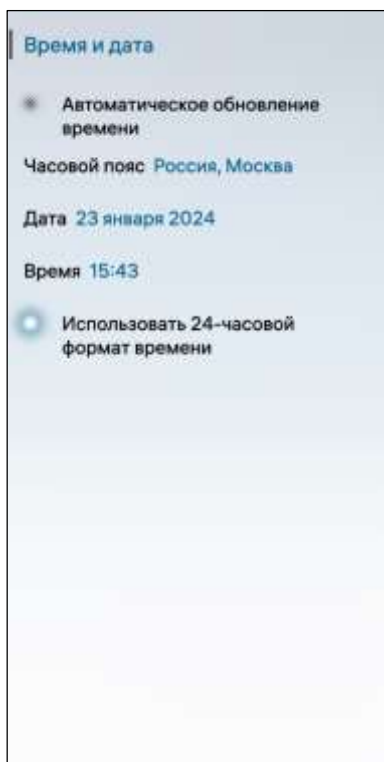 Время и дата
Автоматическое обновление
времени
Часовой пояс Россия, Москва
Дата 23 января 2024
Время 15:43
Использовать 24-часовой
формат времени